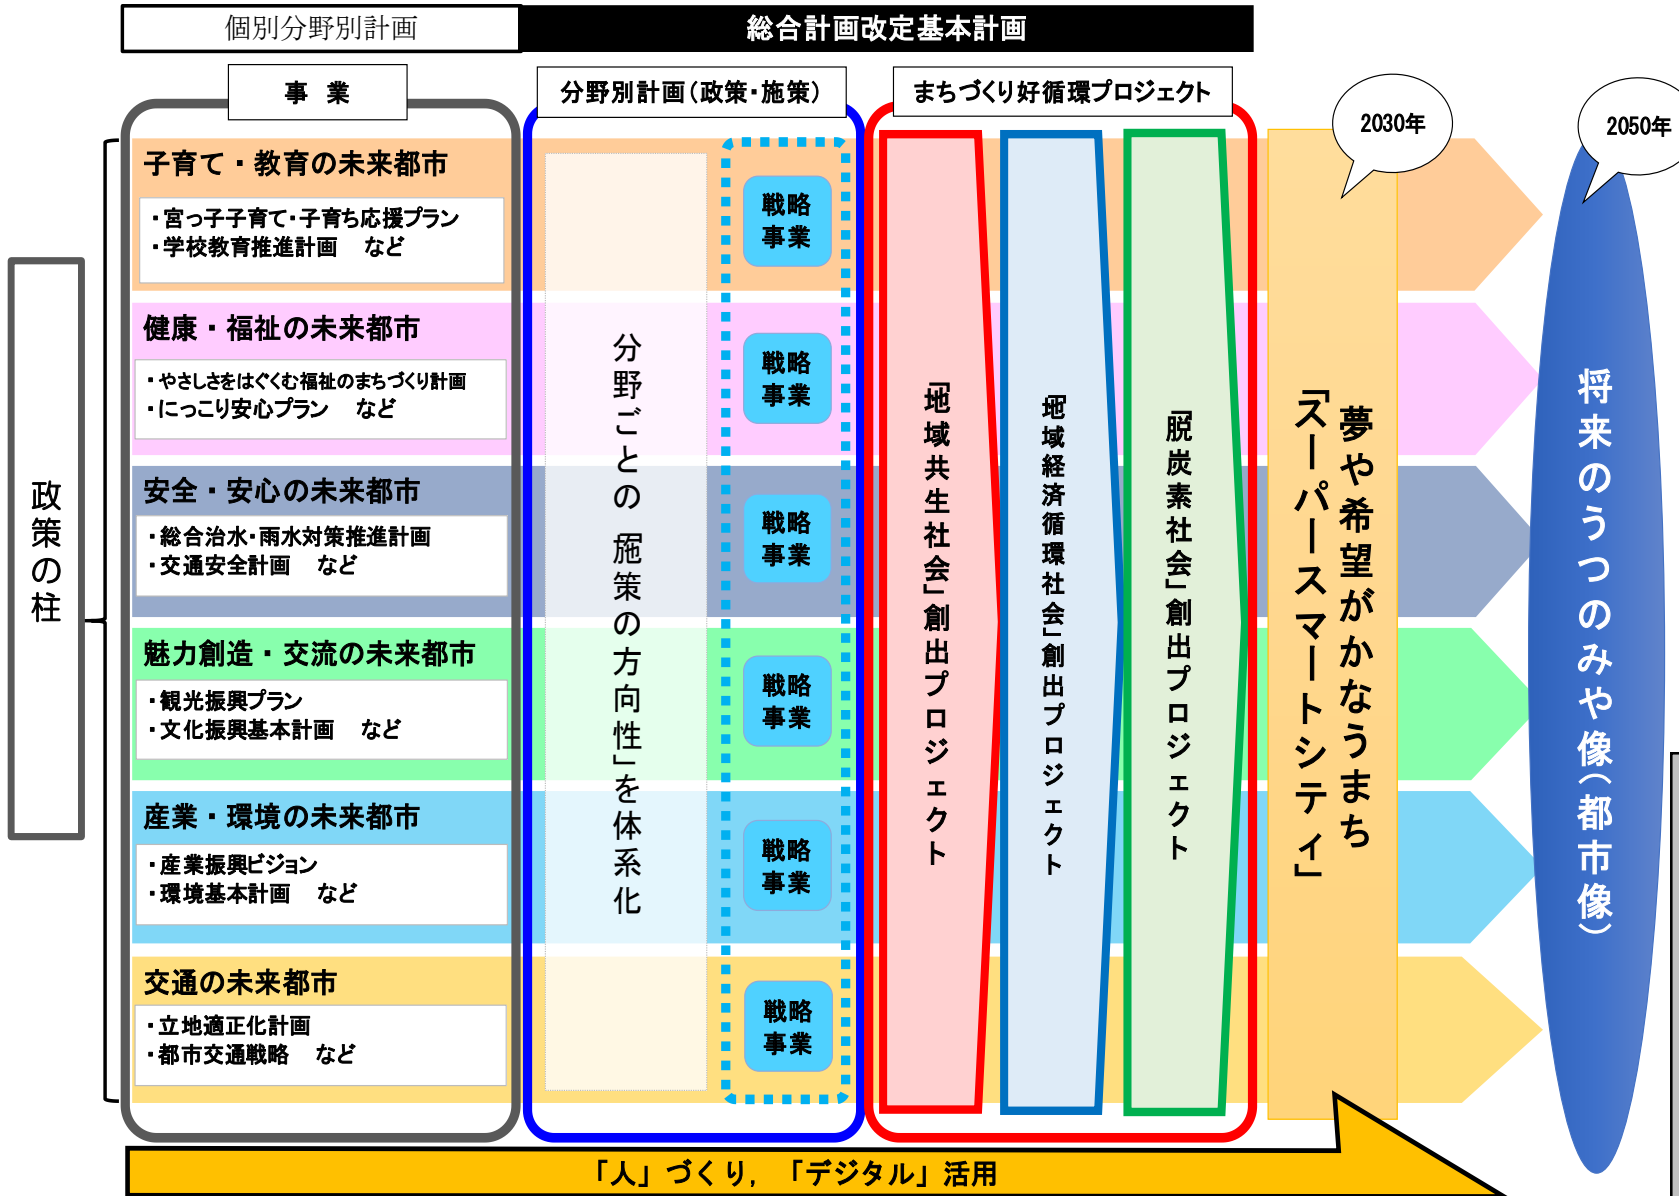 個別分野別計画
総合計画改定基本計画
事　業
分野別計画（政策・施策）
まちづくり好循環プロジェクト
2030年
2050年
政策の柱
子育て・教育の未来都市
・宮っ子子育て・子育ち応援プラン
・学校教育推進計画　など
健康・福祉の未来都市
・やさしさをはぐくむ福祉のまちづくり計画
・にっこり安心プラン　など
安全・安心の未来都市
・総合治水・雨水対策推進計画
・交通安全計画　など
魅力創造・交流の未来都市
・観光振興プラン
・文化振興基本計画　など
産業・環境の未来都市
・産業振興ビジョン
・環境基本計画　など
交通の未来都市
・立地適正化計画
・都市交通戦略　など
分野ごとの「施策の方向性」を体系化
戦略
事業
戦略
事業
戦略
事業
戦略
事業
戦略
事業
戦略
事業
「地域共生社会」創出プロジェクト
「地域経済循環社会」創出プロジェクト
「脱炭素社会」創出プロジェクト
夢や希望がかなうまち
「スーパースマートシティ」
将来のうつのみや像（都市像）
「人」づくり，「デジタル」活用